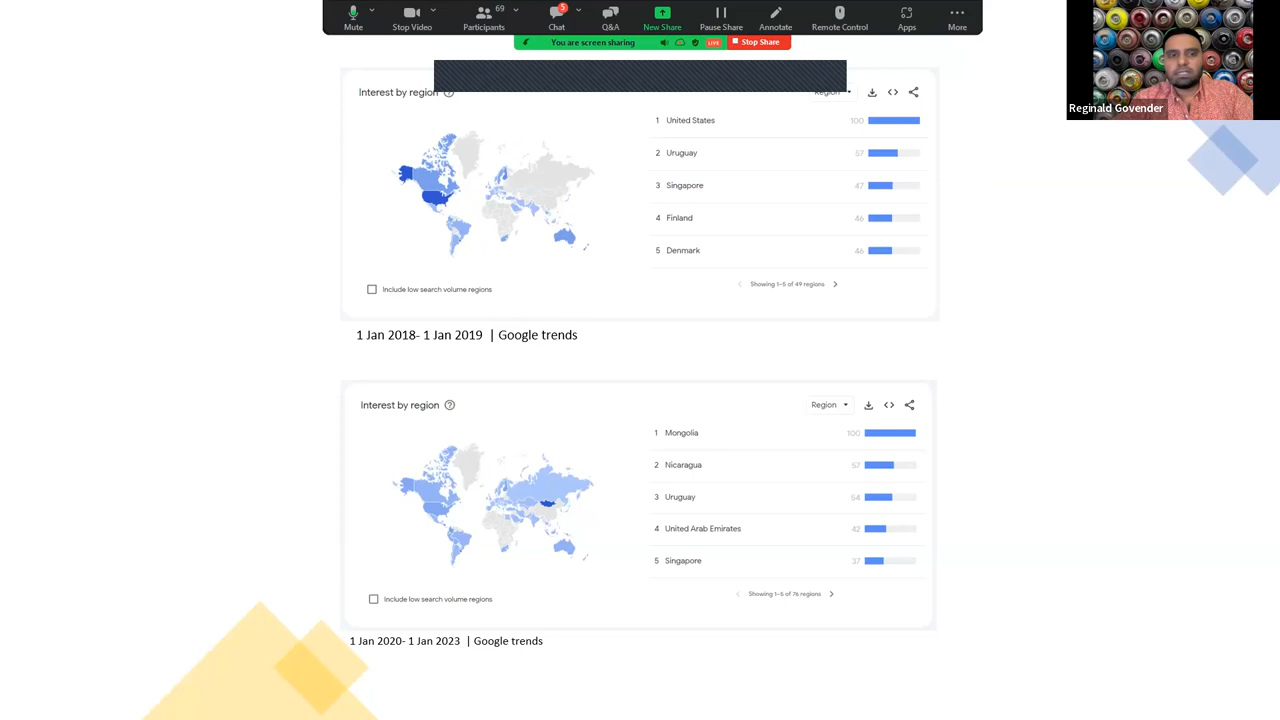 69
5
Mute
Stop Video
Participants
Chat
Q&A
New Share
Pause Share
Annotate
Remote Control
Apps
More
You are screen sharing
LIVE
Stop Share
Reginald Govender
Interest by region
Region
1 United States 100
2 Uruguay 57
3 Singapore 47
4 Finland 46
5 Denmark 46
Include low search volume regions
Showing 1-5 of 49 regions
1 Jan 2018- 1 Jan 2019 | Google trends
Interest by region
Region
1 Mongolia 100
2 Nicaragua 57
3 Uruguay 54
4 United Arab Emirates 42
5 Singapore 37
Include low search volume regions
Showing 1-5 of 76 regions
1 Jan 2020- 1 Jan 2023 | Google trends